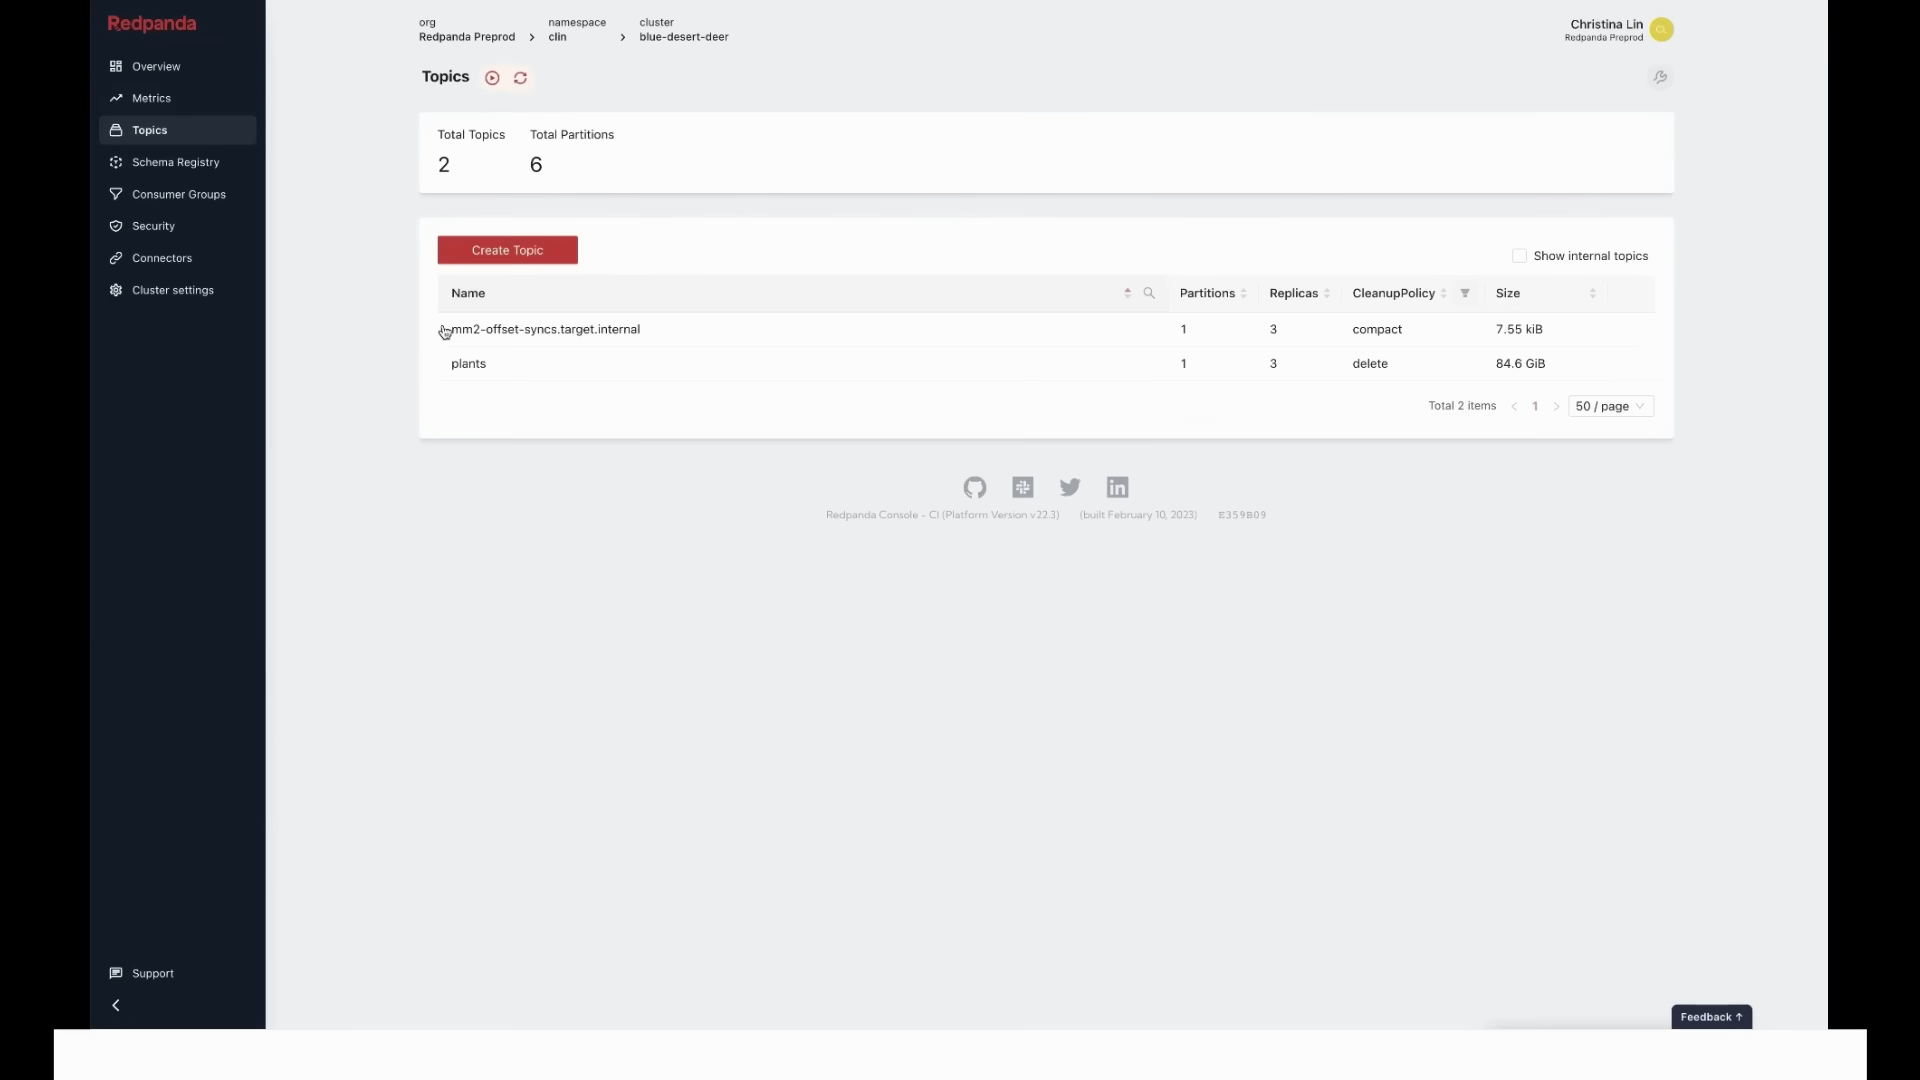 Redpanda
Overview
Metrics
Topics
Schema Registry
Consumer Groups
Security
Connectors
Cluster settings
Support
org
Redpanda Preprod
namespace
clin
cluster
blue-desert-deer
Christina Lin
Redpanda Preprod
CL
Topics
Total Topics
2
Total Partitions
6
Create Topic
Show internal topics
Name Partitions Replicas CleanupPolicy Size
mm2-offset-syncs.target.internal 1 3 compact 7.55 kiB
plants 1 3 delete 84.6 GiB
Total 2 items < 1 > 50 / page
Redpanda Console - CI (Platform Version v22.3) (built February 10, 2023) E359B09
Feedback ↑